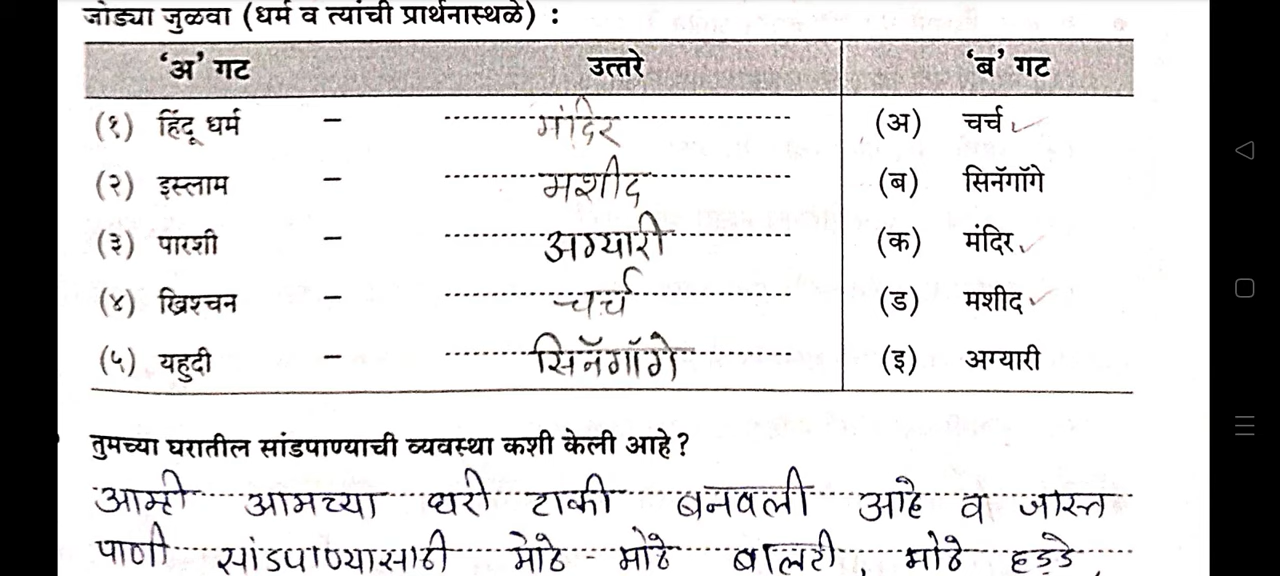 जोड्या जुळवा (धर्म व त्यांची प्रार्थनास्थळे) :
'अ' गट उत्तरे 'ब' गट
(१) हिंदू धर्म – मंदिर (अ) चर्च
(२) इस्लाम – मशीद (ब) सिनॅगॉगे
(३) पारशी – अग्यारी (क) मंदिर
(४) ख्रिश्चन – चर्च (ड) मशीद
(५) यहुदी – सिनॅगॉगे (इ) अग्यारी
तुमच्या घरातील सांडपाण्याची व्यवस्था कशी केली आहे?
आम्ही आमच्या घरी टाकी बनवली आहे व जास्त
पाणी सांडपाण्यासाठी मोठे - मोठे बालटी, मोठे हड्डे,